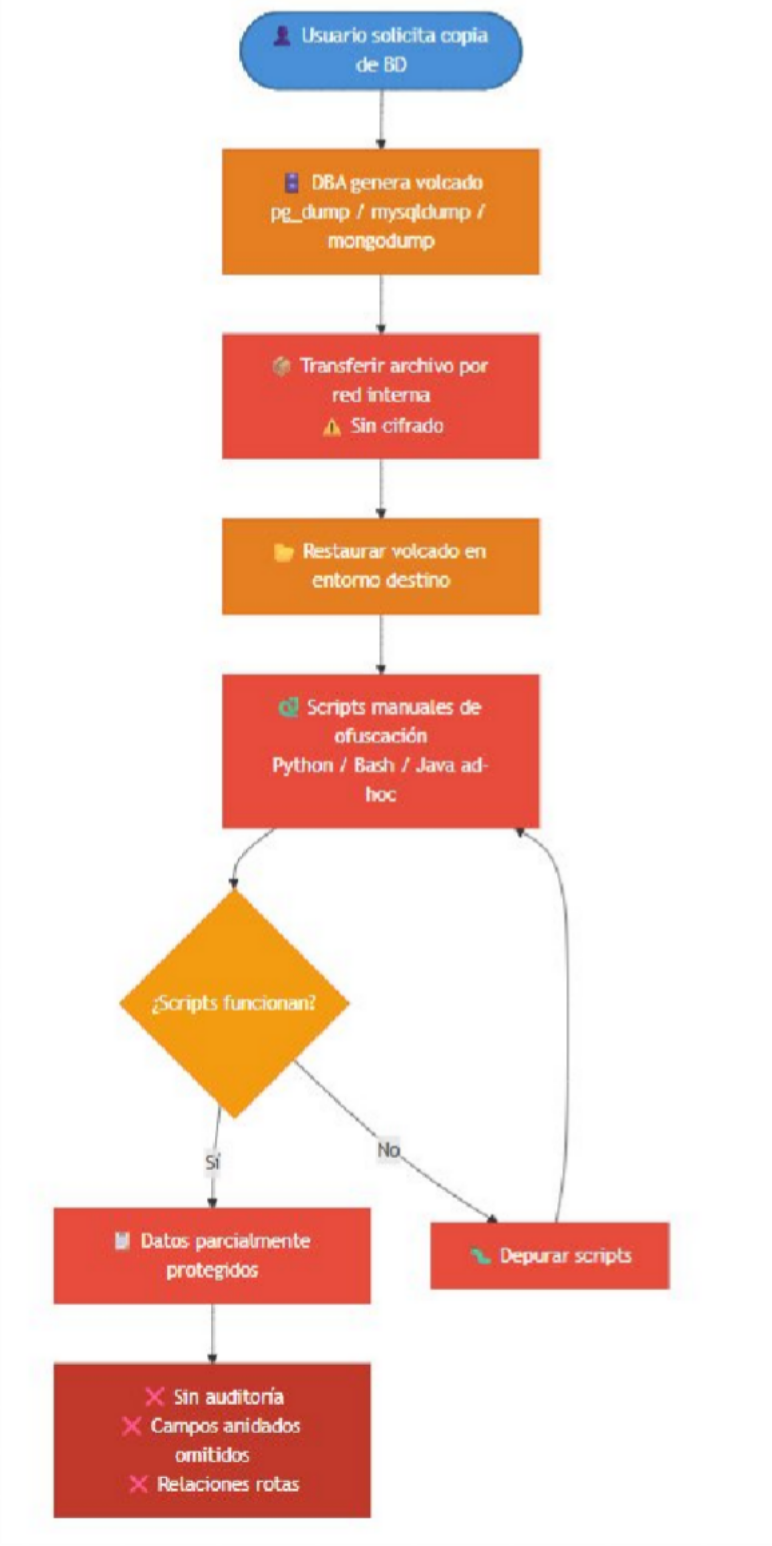 Usuario solicita copia
de BD
DBA genera volcado
pg_dump / mysqldump /
mongodump
Transferir archivo por
red interna
Sin cifrado
Restaurar volcado en
entorno destino
Scripts manuales de
ofuscación
Python / Bash / Java ad-
hoc
¿Scripts funcionan?
Sí
No
Datos parcialmente
protegidos
Depurar scripts
Sin auditoría
Campos anidados
omitidos
Relaciones rotas